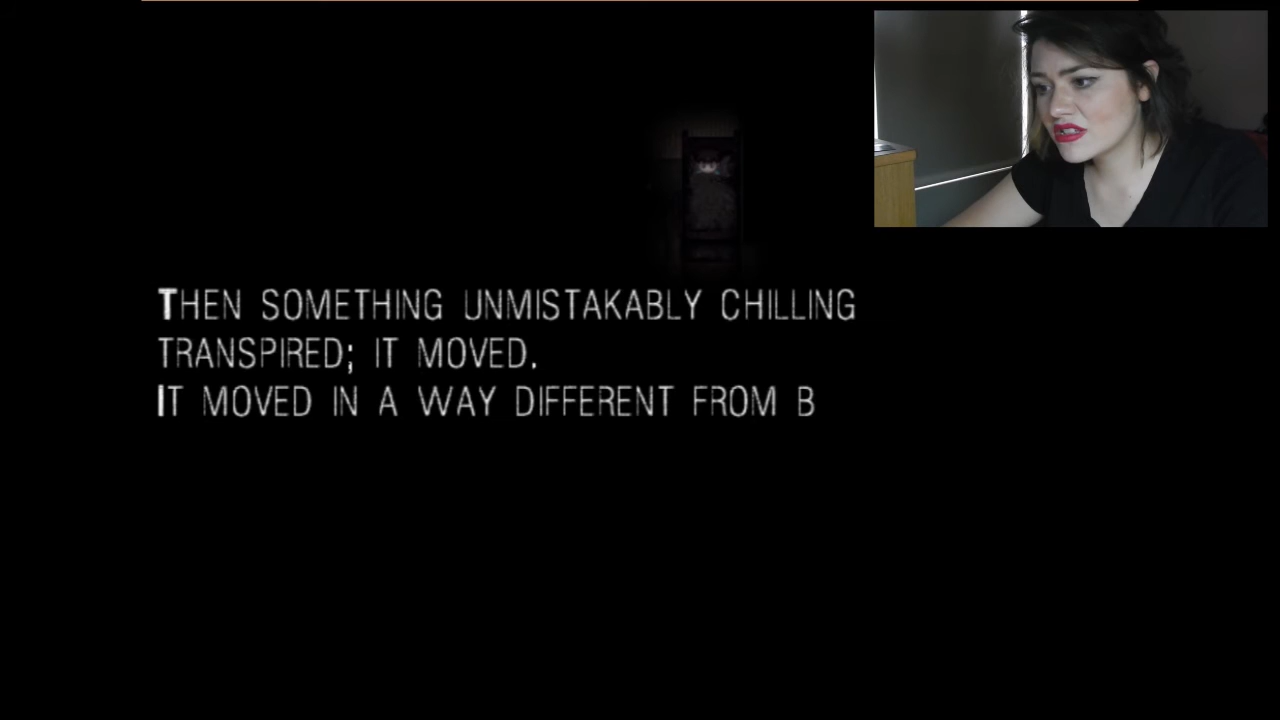 THEN SOMETHING UNMISTAKABLY CHILLING
TRANSPIRED; IT MOVED.
IT MOVED IN A WAY DIFFERENT FROM B